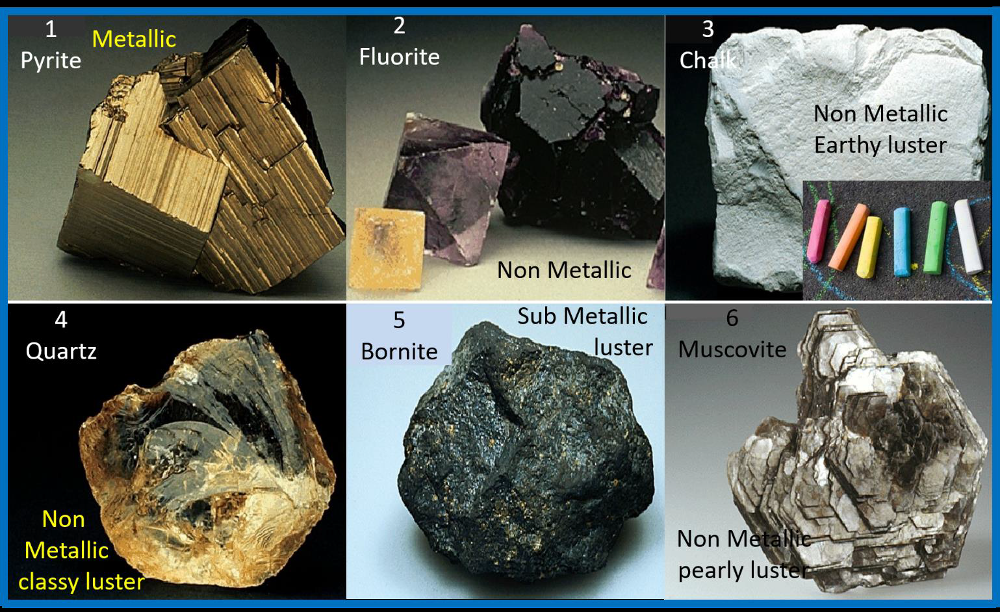 1
Pyrite
Metallic
2
Fluorite
Non Metallic
3
Chalk
Non Metallic
Earthy luster
4
Quartz
Non
Metallic
classy luster
5
Bornite
Sub Metallic
luster
6
Muscovite
Non Metallic
pearly luster